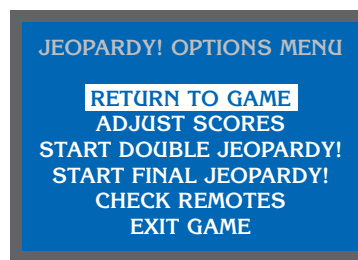 JEOPARDY! OPTIONS MENU
RETURN TO GAME
ADJUST SCORES
START DOUBLE JEOPARDY!
START FINAL JEOPARDY!
CHECK REMOTES
EXIT GAME